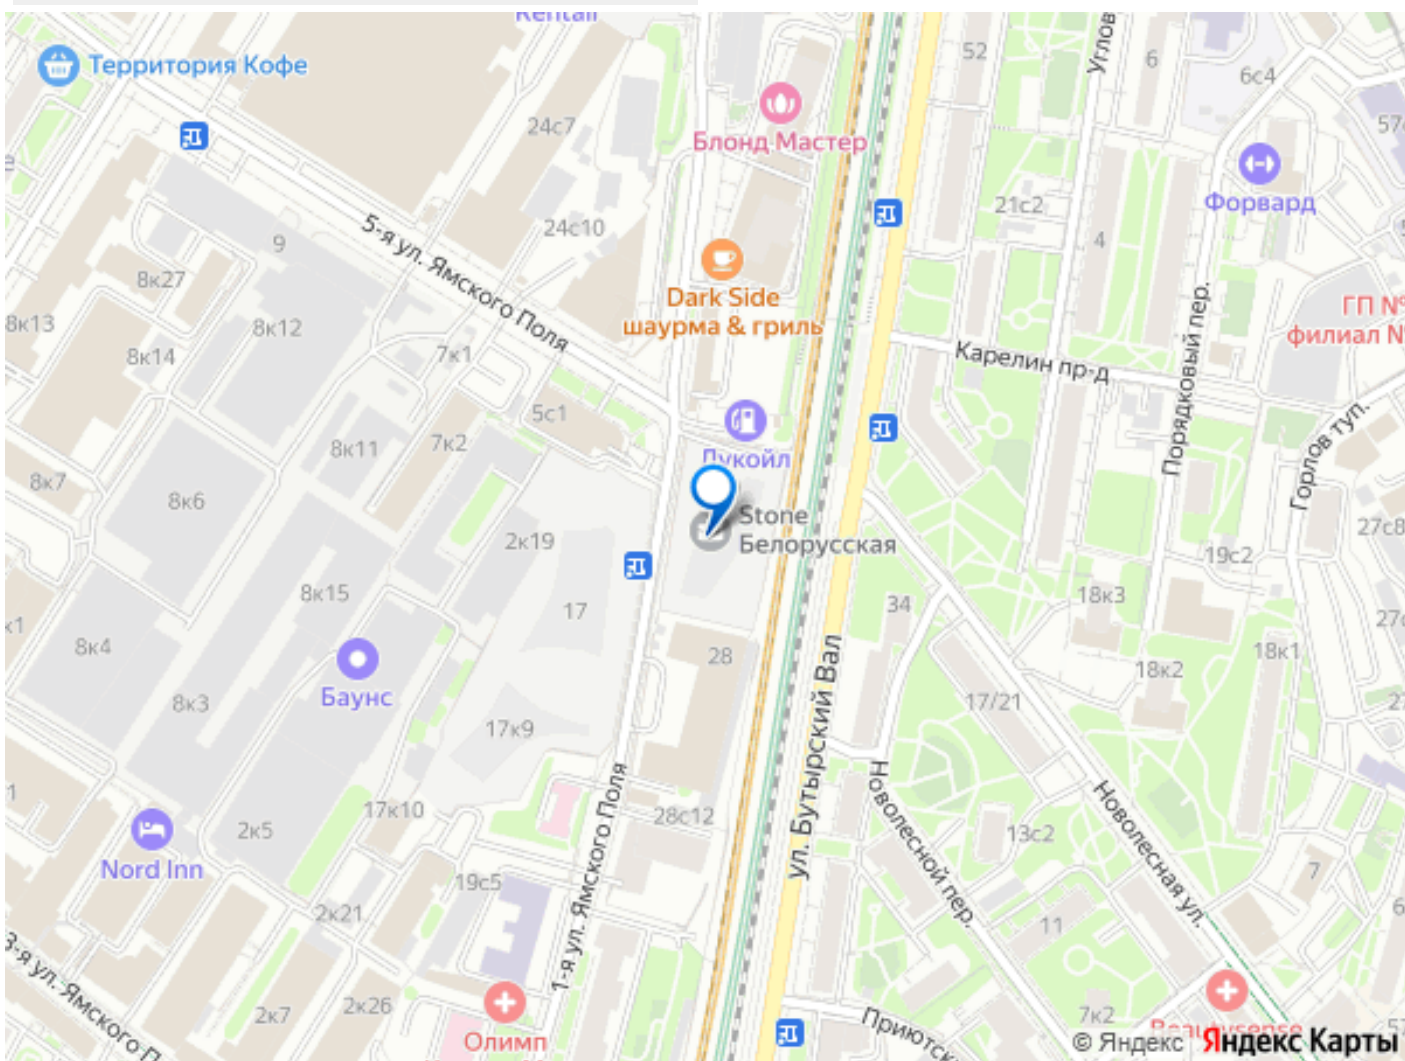 Территория Кофе
24с7
Блонд Мастер
52
6
6с4
Форвард
21с2
4
24с10
9
8к27
5-я ул. Ямского Поля
Dark Side
шаурма & гриль
8к13
8к12
8к14
7к1
Карелин пр-д
Порядковый пер.
ГП №
филиал №
5с1
7к2
8к11
Лукойл
Горлов туп.
8к7
8к6
Stone
Белорусская
2к19
19с2
27с8
8к15
17
34
18к3
8к4
28
18к2
18к1
Баунс
8к3
17/21
17к9
ул. Бутырский Вал
1-я ул. Ямского Поля
Новолесной пер.
Новолесная ул.
17к10
2к5
28с12
13с2
7
Nord Inn
19с5
2к21
11
3-я ул. Ямского П
2к7
2к26
Олимп
Приютск
7к2
Beautysense
© Яндекс Яндекс Карты